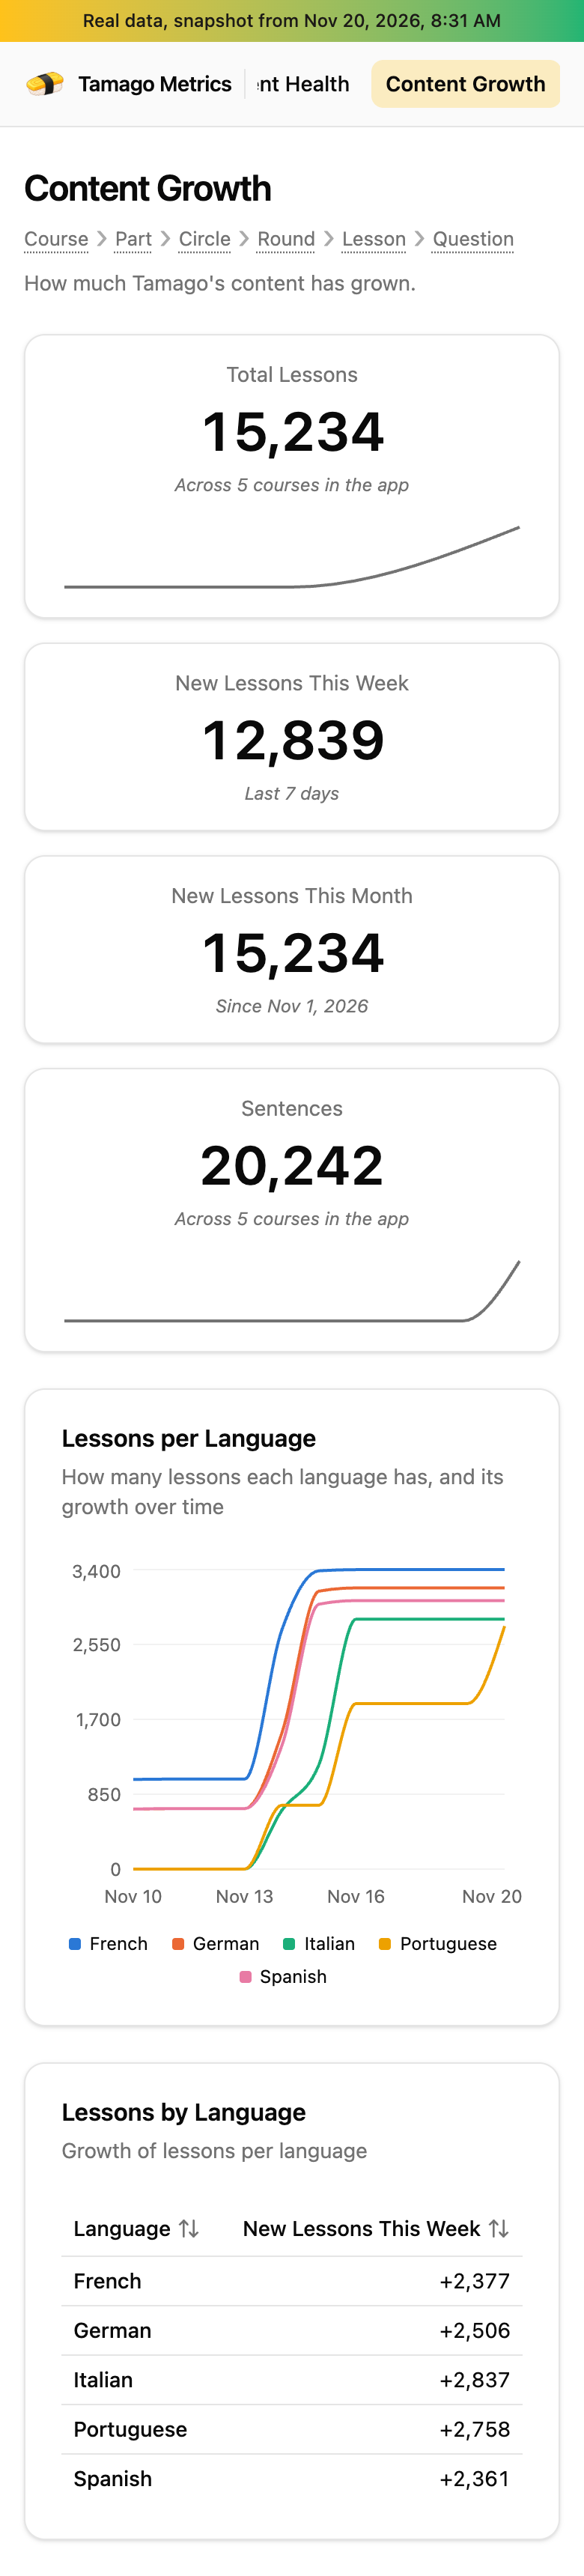 Real data, snapshot from Nov 20, 2026, 8:31 AM
Tamago Metrics
nt Health
Content Growth
Content Growth
Course
Part
Circle
Round
Lesson
Question
How much Tamago's content has grown.
Total Lessons
15,234
Across 5 courses in the app
New Lessons This Week
12,839
Last 7 days
New Lessons This Month
15,234
Since Nov 1, 2026
Sentences
20,242
Across 5 courses in the app
Lessons per Language
How many lessons each language has, and its
growth over time
3,400
2,550
1,700
850
0
Nov 10
Nov 13
Nov 16
Nov 20
French
German
Italian
Portuguese
Spanish
Lessons by Language
Growth of lessons per language
Language
New Lessons This Week
French +2,377
German +2,506
Italian +2,837
Portuguese +2,758
Spanish +2,361